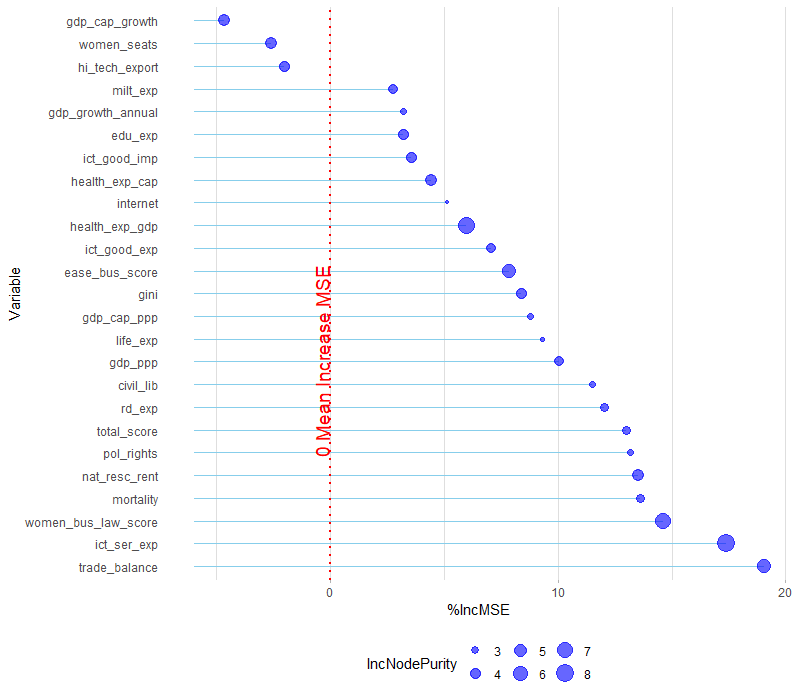 gdp_cap_growth
women_seats
hi_tech_export
milt_exp
gdp_growth_annual
edu_exp
ict_good_imp
health_exp_cap
internet
health_exp_gdp
ict_good_exp
ease_bus_score
gini
gdp_cap_ppp
life_exp
gdp_ppp
civil_lib
rd_exp
total_score
pol_rights
nat_resc_rent
mortality
women_bus_law_score
ict_ser_exp
trade_balance
Variable
0 Mean Increase MSE
0 10 20
%IncMSE
IncNodePurity
3 5 7
4 6 8